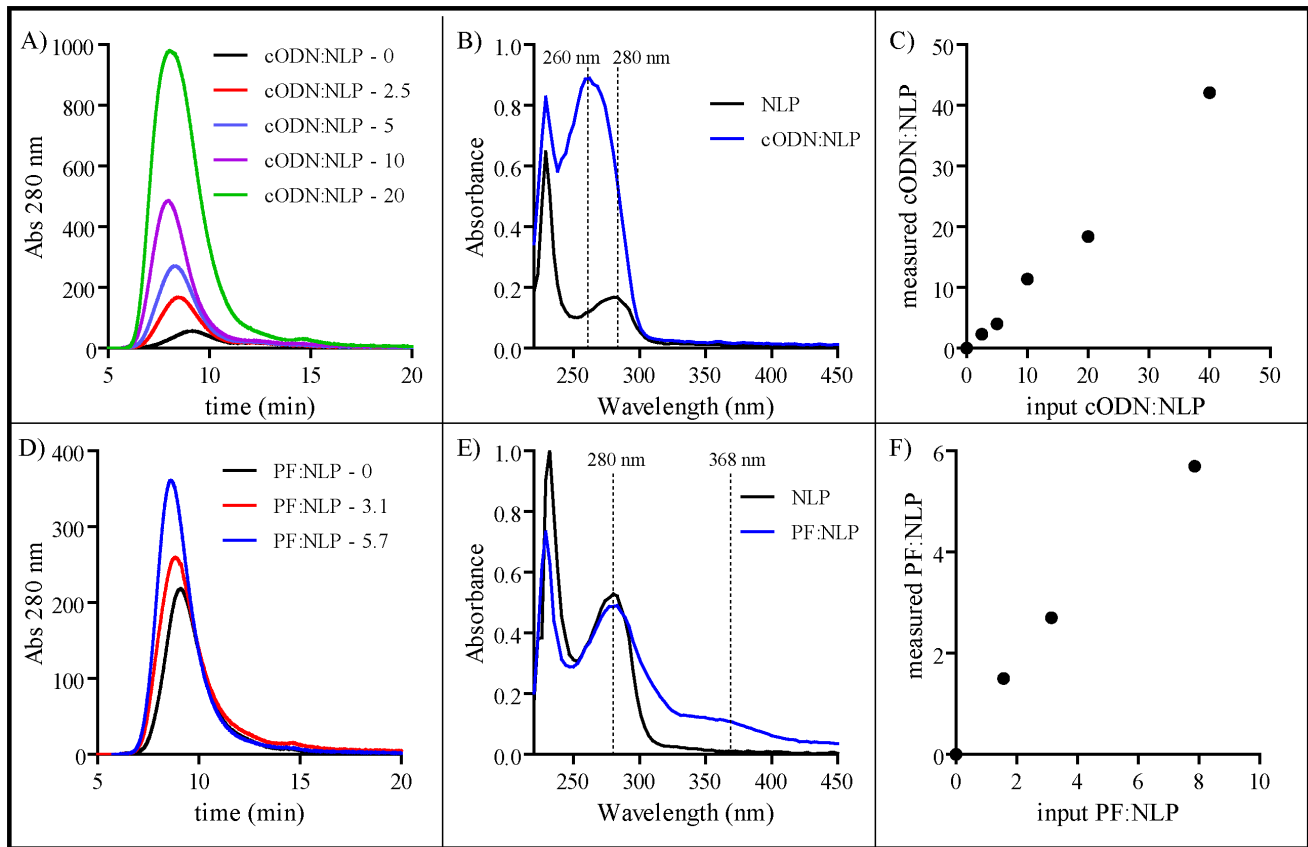 A)
Abs 280 nm
1000
800
600
400
200
0
5
10
15
20
time (min)
cODN:NLP - 0
cODN:NLP - 2.5
cODN:NLP - 5
cODN:NLP - 10
cODN:NLP - 20
B)
Absorbance
1.0
0.8
0.6
0.4
0.2
0.0
250
300
350
400
450
Wavelength (nm)
260 nm
280 nm
NLP
cODN:NLP
C)
measured cODN:NLP
50
40
30
20
10
0
0
10
20
30
40
50
input cODN:NLP
D)
Abs 280 nm
400
300
200
100
0
5
10
15
20
time (min)
PF:NLP - 0
PF:NLP - 3.1
PF:NLP - 5.7
E)
Absorbance
1.0
0.8
0.6
0.4
0.2
0.0
250
300
350
400
450
Wavelength (nm)
280 nm
368 nm
NLP
PF:NLP
F)
measured PF:NLP
6
4
2
0
0
2
4
6
8
10
input PF:NLP